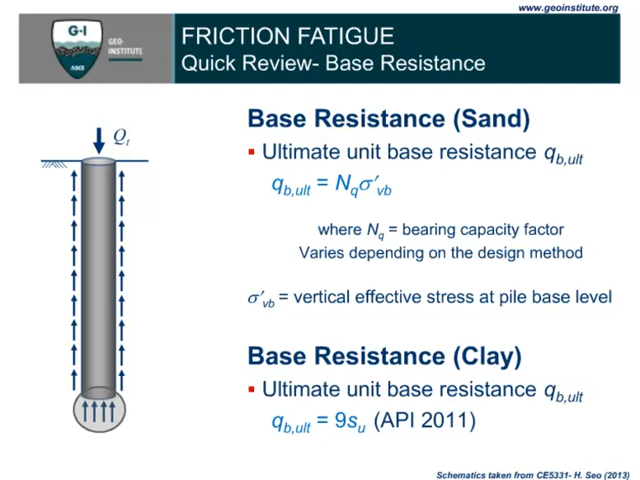 www.geoinstitute.org
G-I
GEO-
INSTITUTE
ASCE
FRICTION FATIGUE
Quick Review- Base Resistance
Qt
Base Resistance (Sand)
▪ Ultimate unit base resistance qb,ult
qb,ult = Nqσ′vb
where Nq = bearing capacity factor
Varies depending on the design method
σ′vb = vertical effective stress at pile base level
Base Resistance (Clay)
▪ Ultimate unit base resistance qb,ult
qb,ult = 9su (API 2011)
Schematics taken from CE5331- H. Seo (2013)